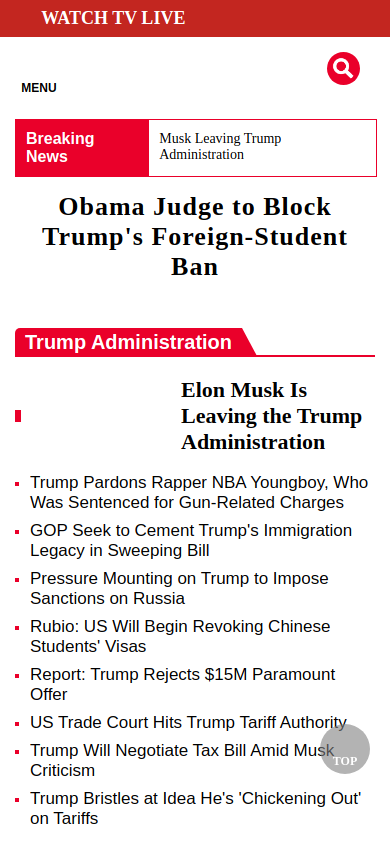 WATCH TV LIVE
MENU
Breaking
News
Musk Leaving Trump
Administration
Obama Judge to Block
Trump's Foreign-Student
Ban
Trump Administration
Elon Musk Is
Leaving the Trump
Administration
Trump Pardons Rapper NBA Youngboy, Who
Was Sentenced for Gun-Related Charges
GOP Seek to Cement Trump's Immigration
Legacy in Sweeping Bill
Pressure Mounting on Trump to Impose
Sanctions on Russia
Rubio: US Will Begin Revoking Chinese
Students' Visas
Report: Trump Rejects $15M Paramount
Offer
US Trade Court Hits Trump Tariff Authority
Trump Will Negotiate Tax Bill Amid Musk
Criticism
TOP
Trump Bristles at Idea He's 'Chickening Out'
on Tariffs